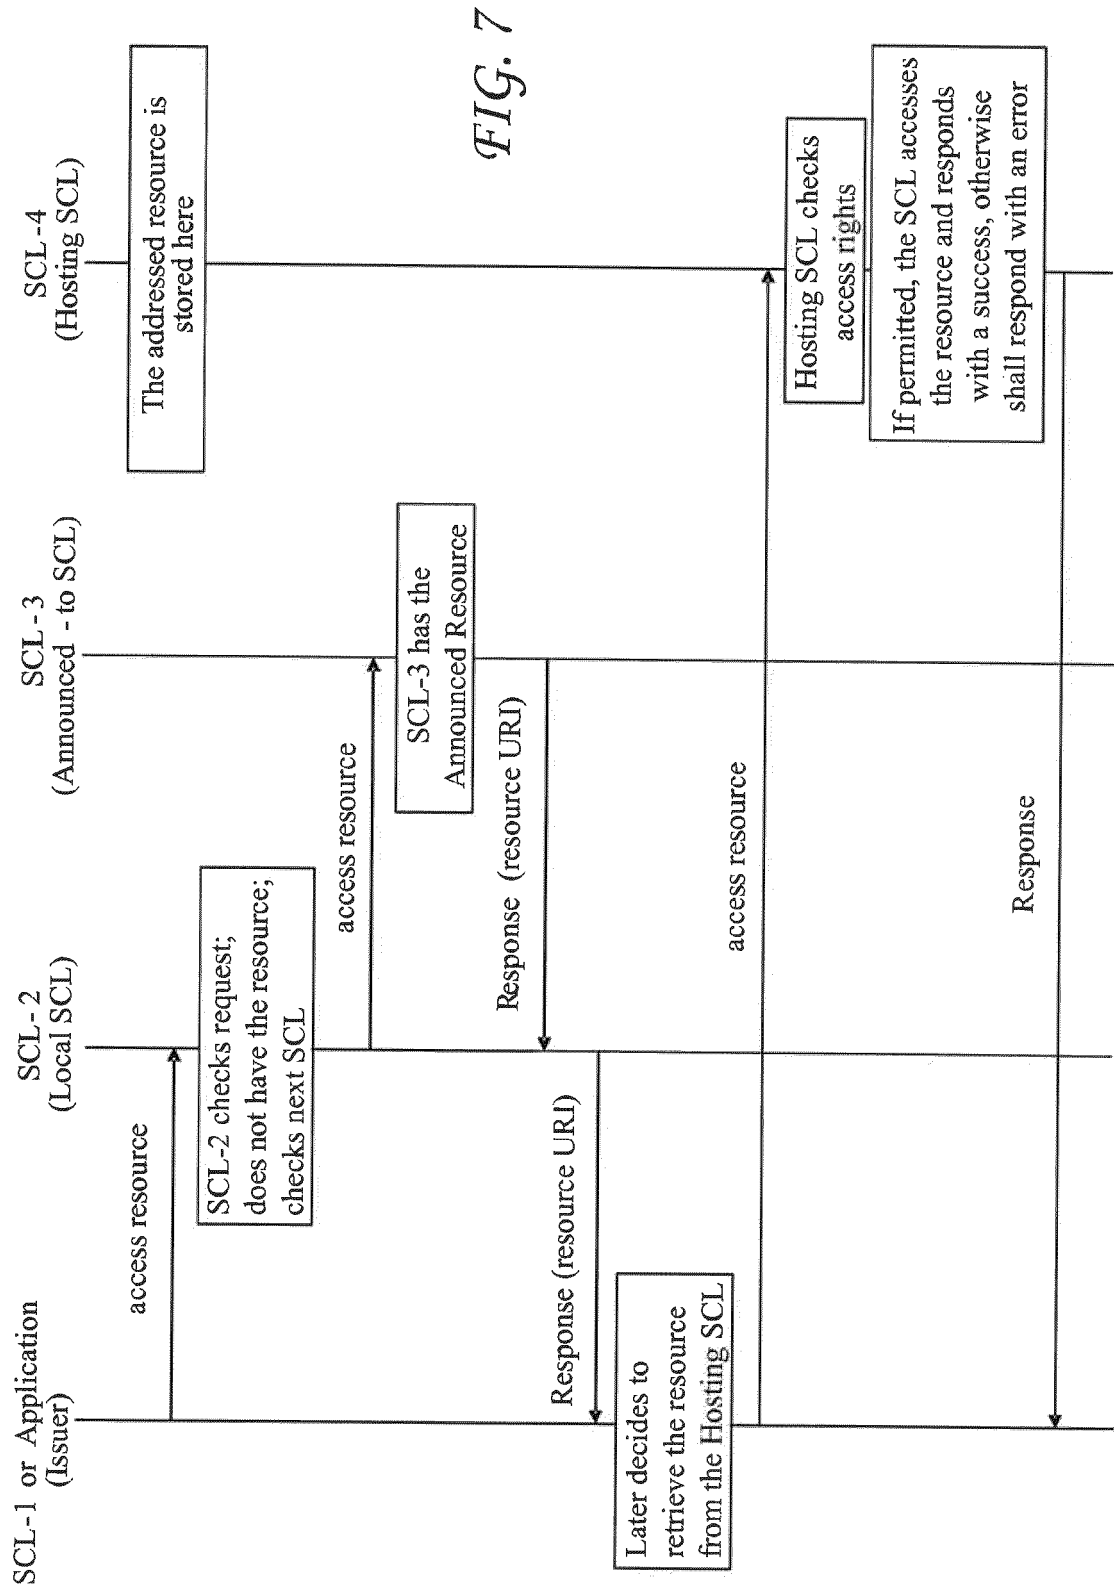 SCL-1 or Application
(Issuer)
SCL-2
(Local SCL)
SCL-3
(Announced - to SCL)
SCL-4
(Hosting SCL)
The addressed resource is
stored here
access resource
SCL-2 checks request;
does not have the resource;
checks next SCL
access resource
SCL-3 has the
Announced Resource
Response (resource URI)
Response (resource URI)
Later decides to
retrieve the resource
from the Hosting SCL
access resource
Hosting SCL checks
access rights
If permitted, the SCL accesses
the resource and responds
with a success, otherwise
shall respond with an error
Response
FIG. 7